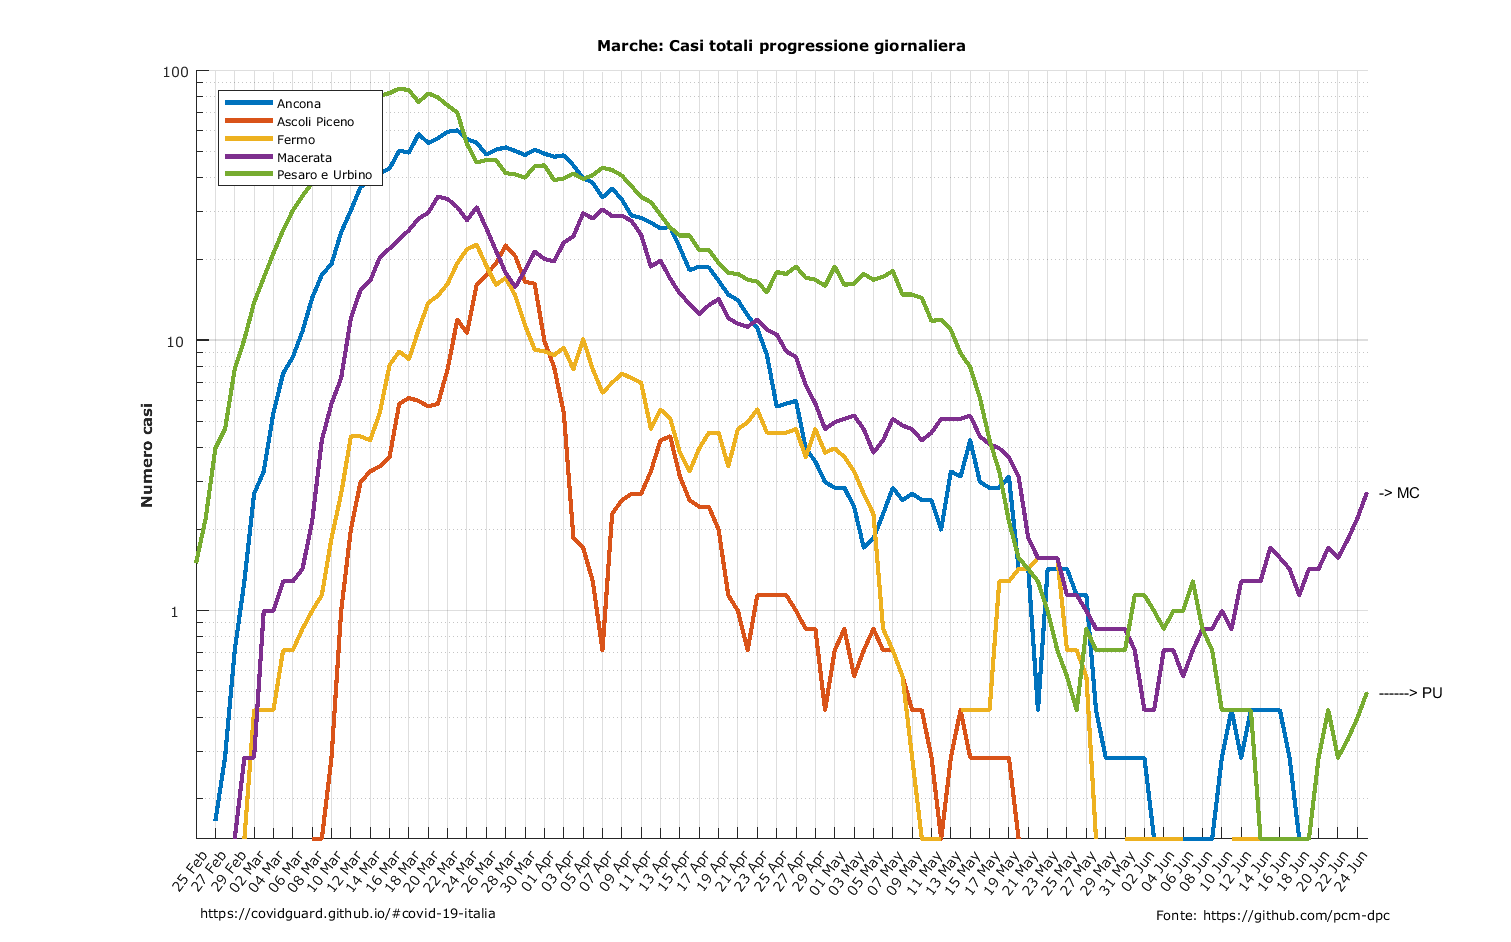 Marche: Casi totali progressione giornaliera
Numero casi
100
10
1
Ancona
Ascoli Piceno
Fermo
Macerata
Pesaro e Urbino
-> MC
------> PU
25 Feb
27 Feb
29 Feb
02 Mar
04 Mar
06 Mar
08 Mar
10 Mar
12 Mar
14 Mar
16 Mar
18 Mar
20 Mar
22 Mar
24 Mar
26 Mar
28 Mar
30 Mar
01 Apr
03 Apr
05 Apr
07 Apr
09 Apr
11 Apr
13 Apr
15 Apr
17 Apr
19 Apr
21 Apr
23 Apr
25 Apr
27 Apr
29 Apr
01 May
03 May
05 May
07 May
09 May
11 May
13 May
15 May
17 May
19 May
21 May
23 May
25 May
27 May
29 May
31 May
02 Jun
04 Jun
06 Jun
08 Jun
10 Jun
12 Jun
14 Jun
16 Jun
18 Jun
20 Jun
22 Jun
24 Jun
https://covidguard.github.io/#covid-19-italia
Fonte: https://github.com/pcm-dpc